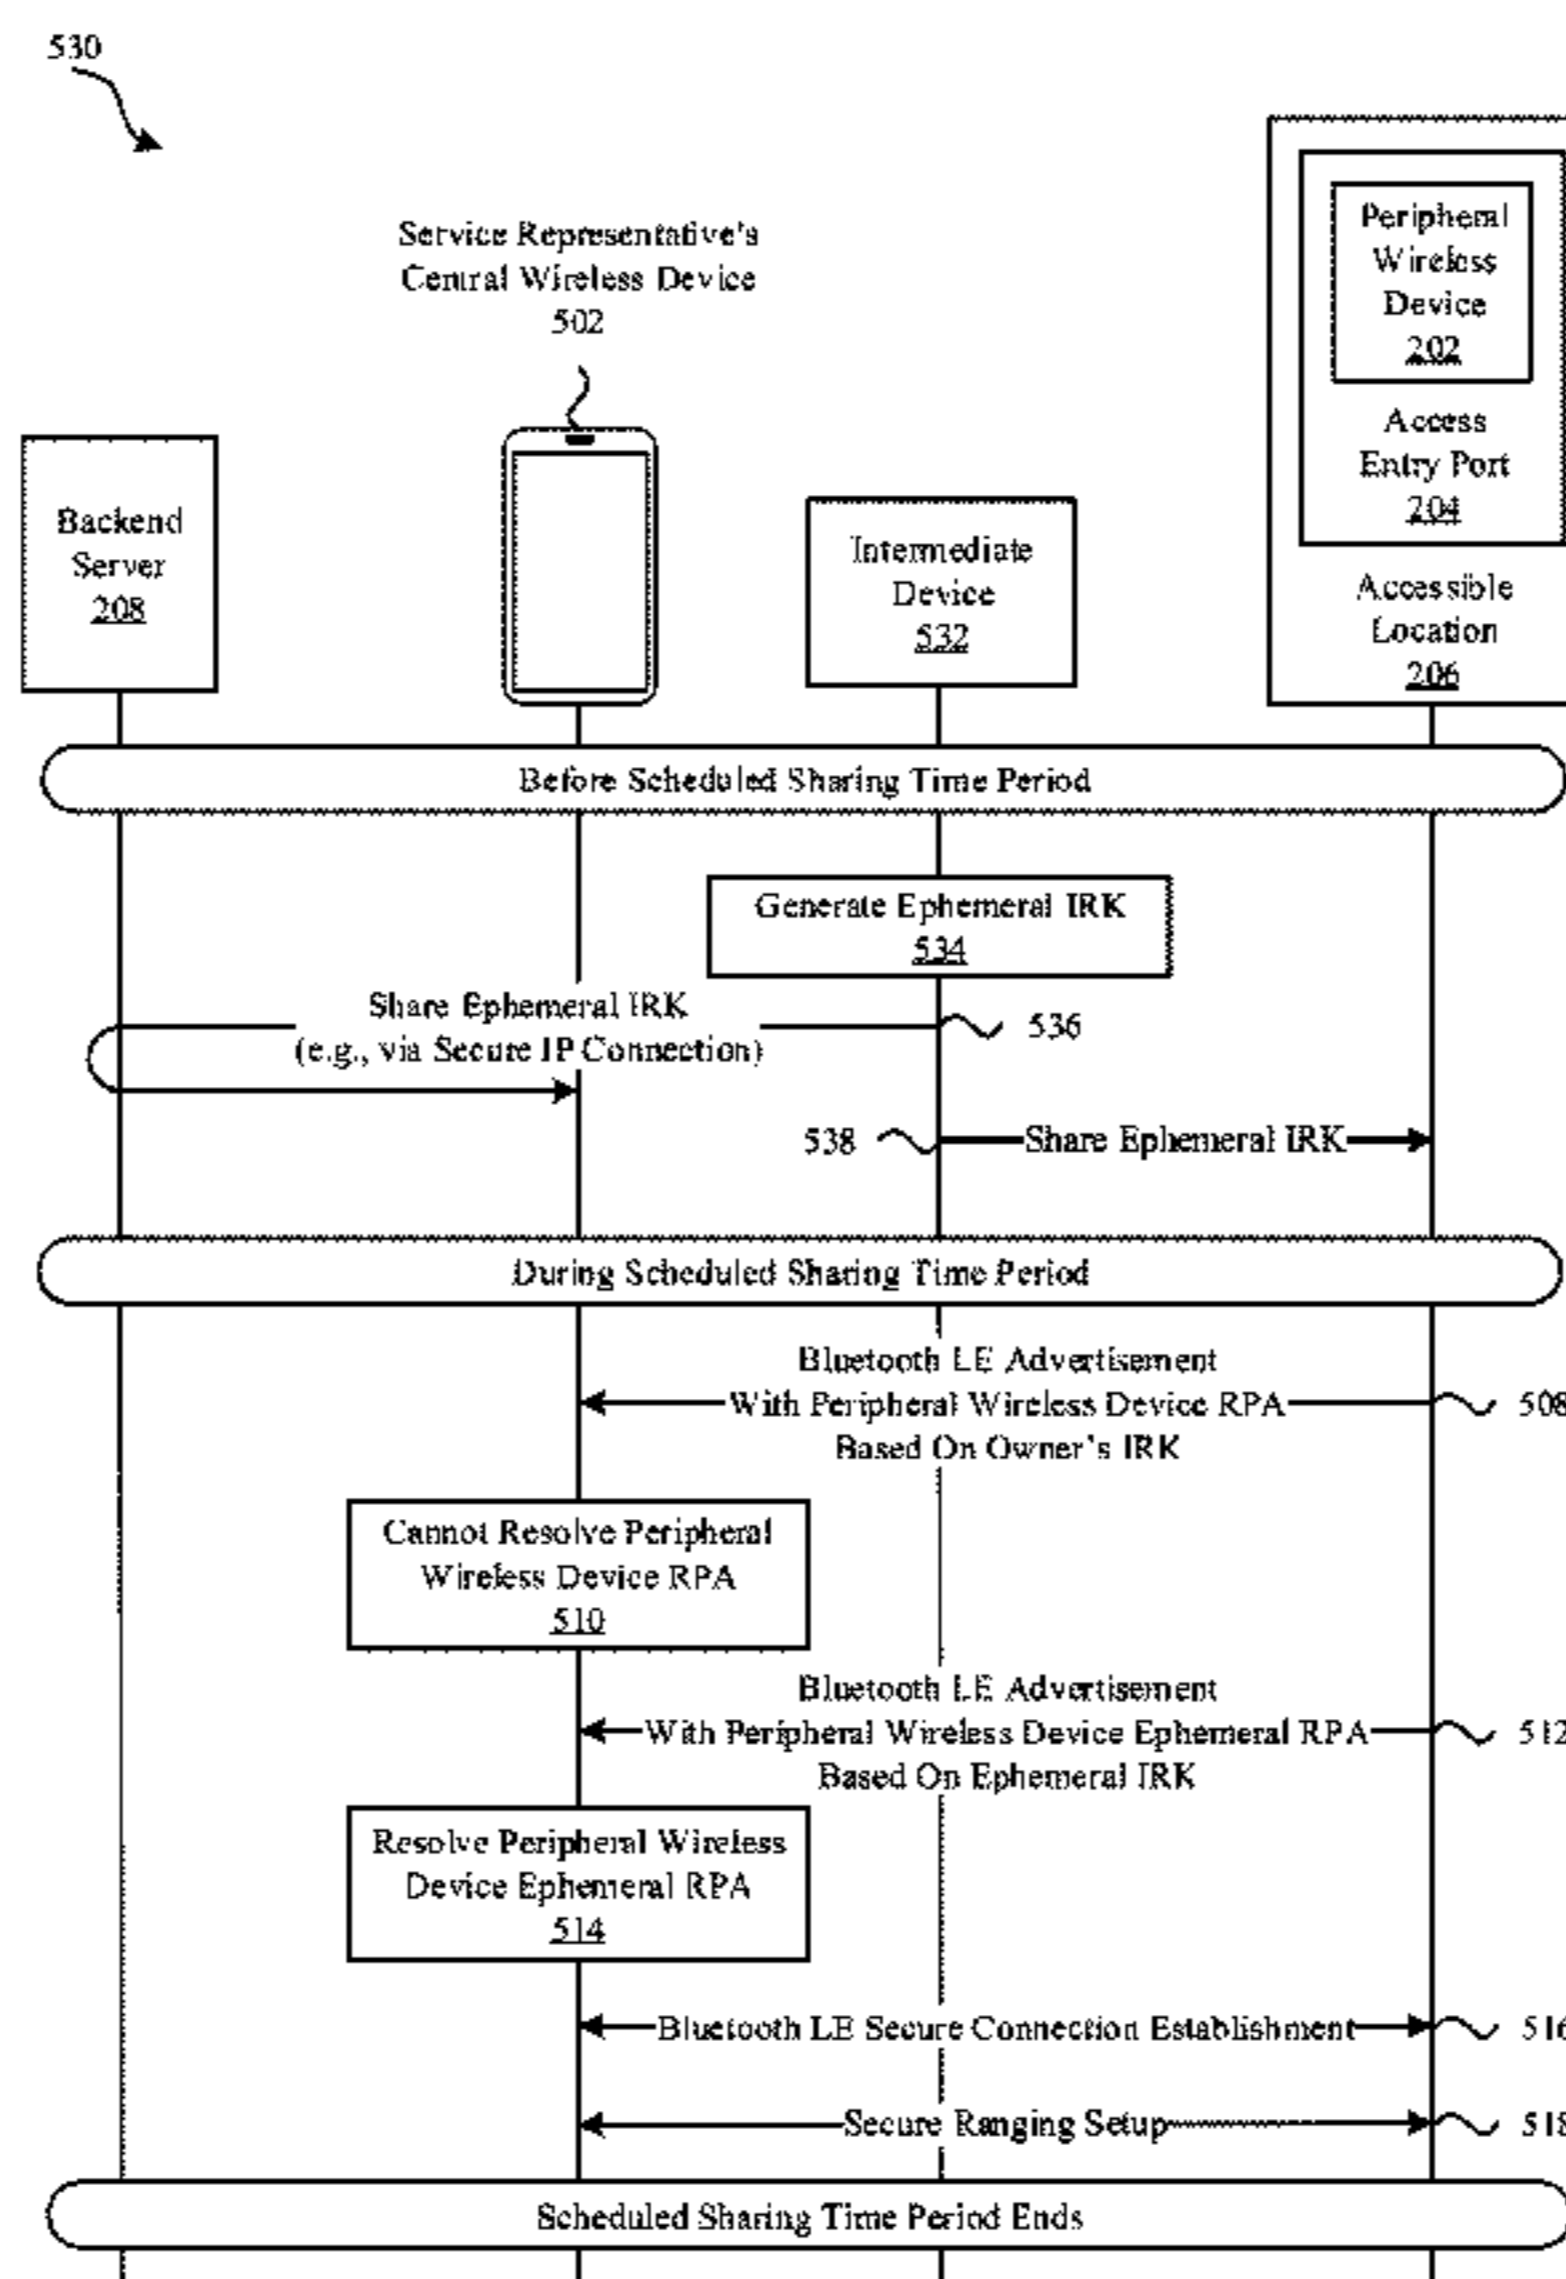 530
Service Representative's
Central Wireless Device
502
Peripheral
Wireless
Device
202
Access
Entry Port
204
Accessible
Location
206
Backend
Server
208
Intermediate
Device
532
Before Scheduled Sharing Time Period
Generate Ephemeral IRK
534
Share Ephemeral IRK
(e.g., via Secure IP Connection)
536
538
Share Ephemeral IRK
During Scheduled Sharing Time Period
Bluetooth LE Advertisement
With Peripheral Wireless Device RPA
Based On Owner's IRK
508
Cannot Resolve Peripheral
Wireless Device RPA
510
Bluetooth LE Advertisement
With Peripheral Wireless Device Ephemeral RPA
Based On Ephemeral IRK
512
Resolve Peripheral Wireless
Device Ephemeral RPA
514
Bluetooth LE Secure Connection Establishment
516
Secure Ranging Setup
518
Scheduled Sharing Time Period Ends